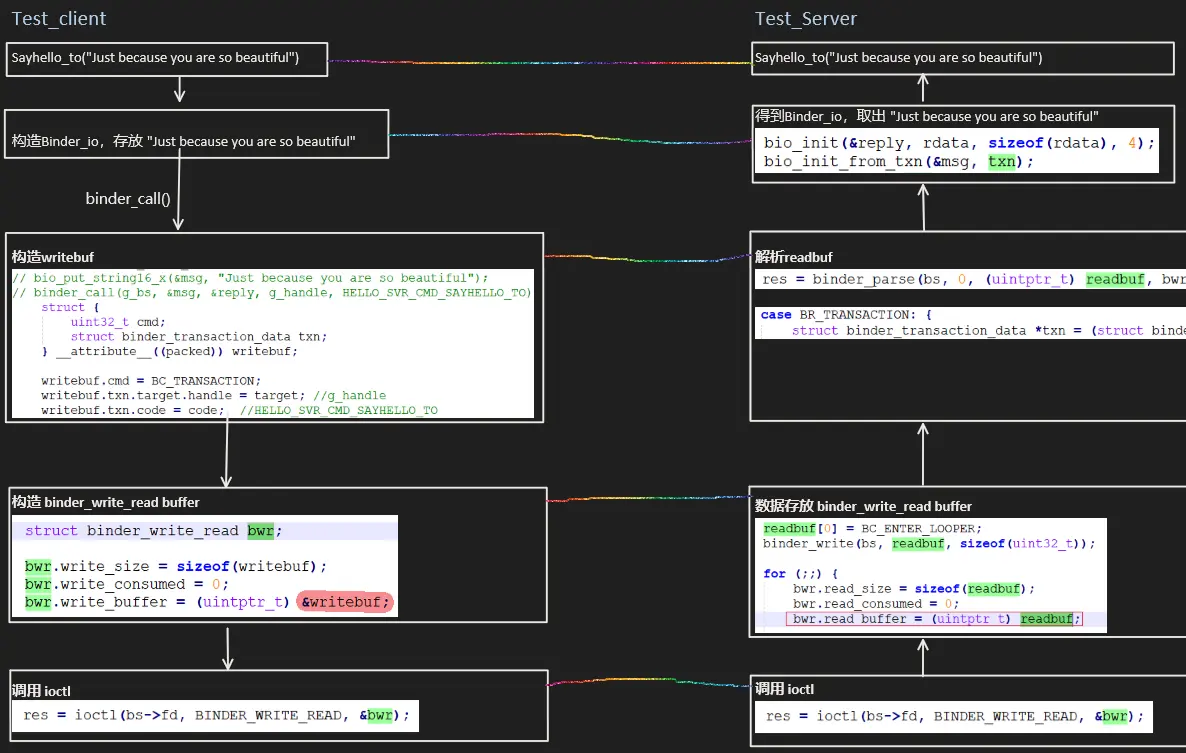 Test_client
Sayhello_to("Just because you are so beautiful")
构造Binder_io，存放 "Just because you are so beautiful"
binder_call()
构造writebuf
// bio_put_string16_x(&msg, "Just because you are so beautiful");
// binder_call(g_bs, &msg, &reply, g_handle, HELLO_SVR_CMD_SAYHELLO_TO)
struct {
uint32_t cmd;
struct binder_transaction_data txn;
} __attribute__((packed)) writebuf;
writebuf.cmd = BC_TRANSACTION;
writebuf.txn.target.handle = target; //g_handle
writebuf.txn.code = code; //HELLO_SVR_CMD_SAYHELLO_TO
构造 binder_write_read buffer
struct binder_write_read bwr;
bwr.write_size = sizeof(writebuf);
bwr.write_consumed = 0;
bwr.write_buffer = (uintptr_t) &writebuf;
调用 ioctl
res = ioctl(bs->fd, BINDER_WRITE_READ, &bwr);
Test_Server
Sayhello_to("Just because you are so beautiful")
得到Binder_io，取出 "Just because you are so beautiful"
bio_init(&reply, rdata, sizeof(rdata), 4);
bio_init_from_txn(&msg, txn);
解析readbuf
res = binder_parse(bs, 0, (uintptr_t) readbuf, bwr
case BR_TRANSACTION: {
struct binder_transaction_data *txn = (struct binde
数据存放 binder_write_read buffer
readbuf[0] = BC_ENTER_LOOPER;
binder_write(bs, readbuf, sizeof(uint32_t));
for (;;) {
bwr.read_size = sizeof(readbuf);
bwr.read_consumed = 0;
bwr.read_buffer = (uintptr_t) readbuf;
调用 ioctl
res = ioctl(bs->fd, BINDER_WRITE_READ, &bwr);